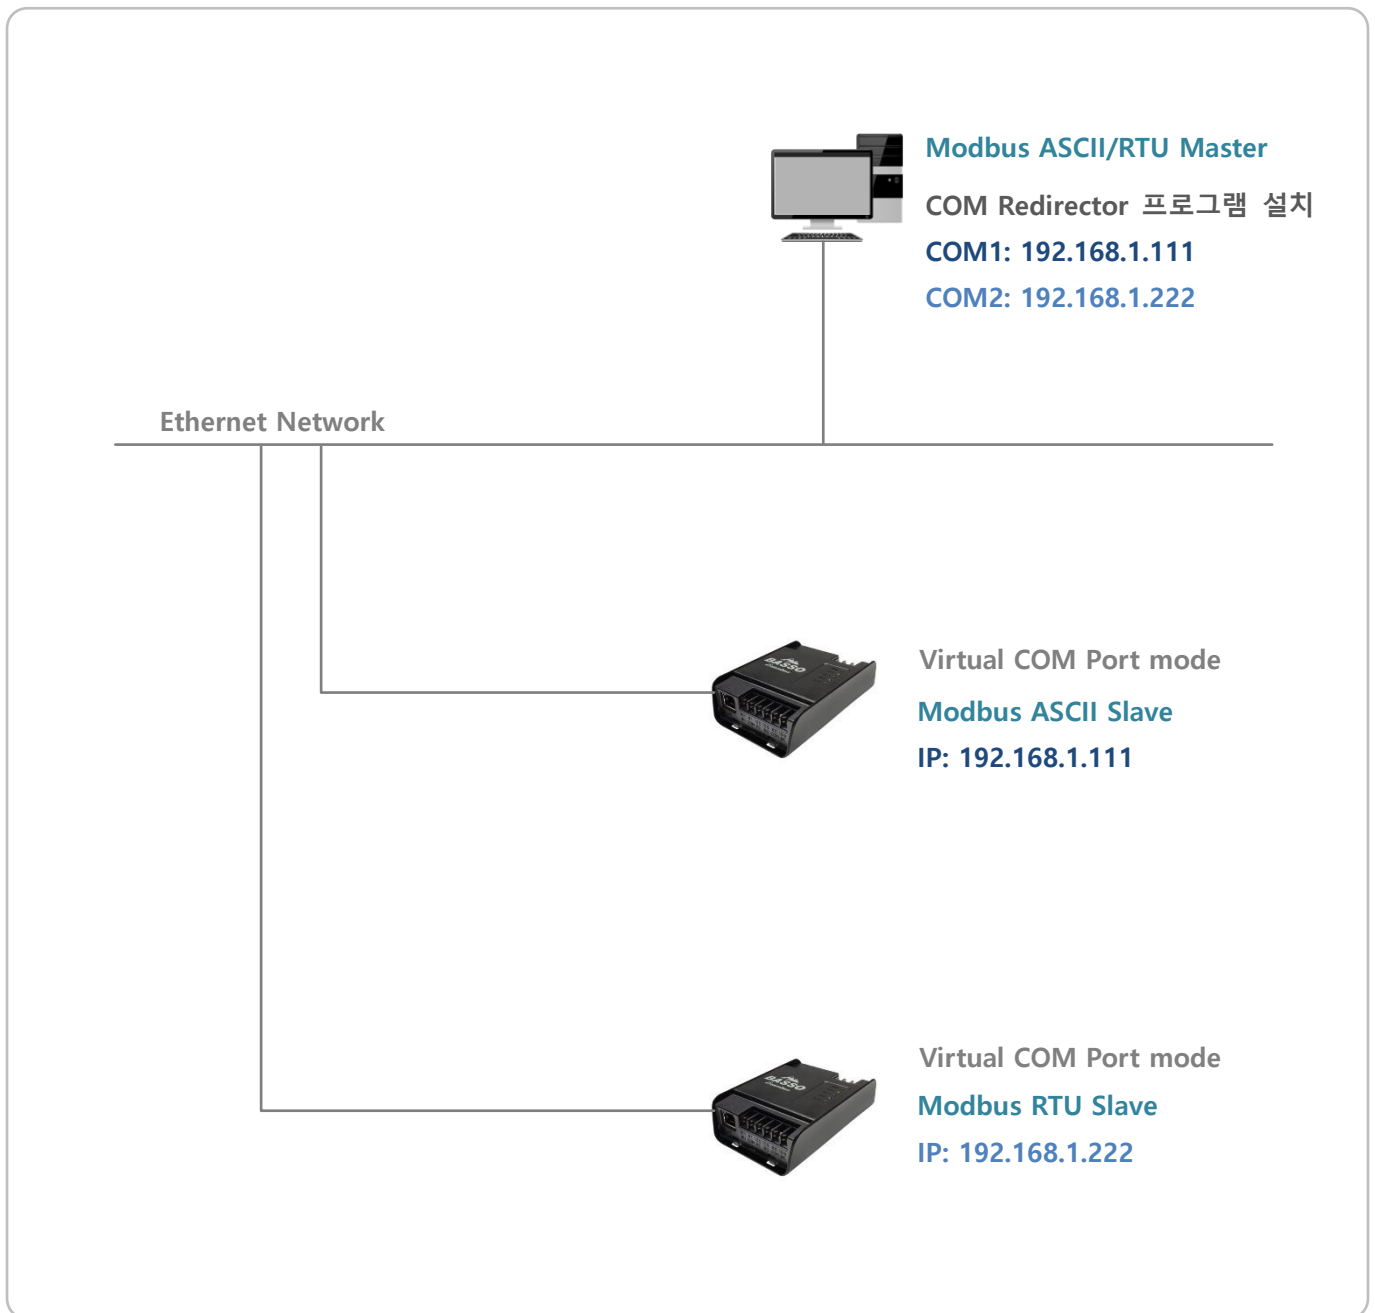 Modbus ASCII/RTU Master
COM Redirector 프로그램 설치
COM1: 192.168.1.111
COM2: 192.168.1.222
Ethernet Network
BASSO
Virtual COM Port mode
Modbus ASCII Slave
IP: 192.168.1.111
BASSO
Virtual COM Port mode
Modbus RTU Slave
IP: 192.168.1.222